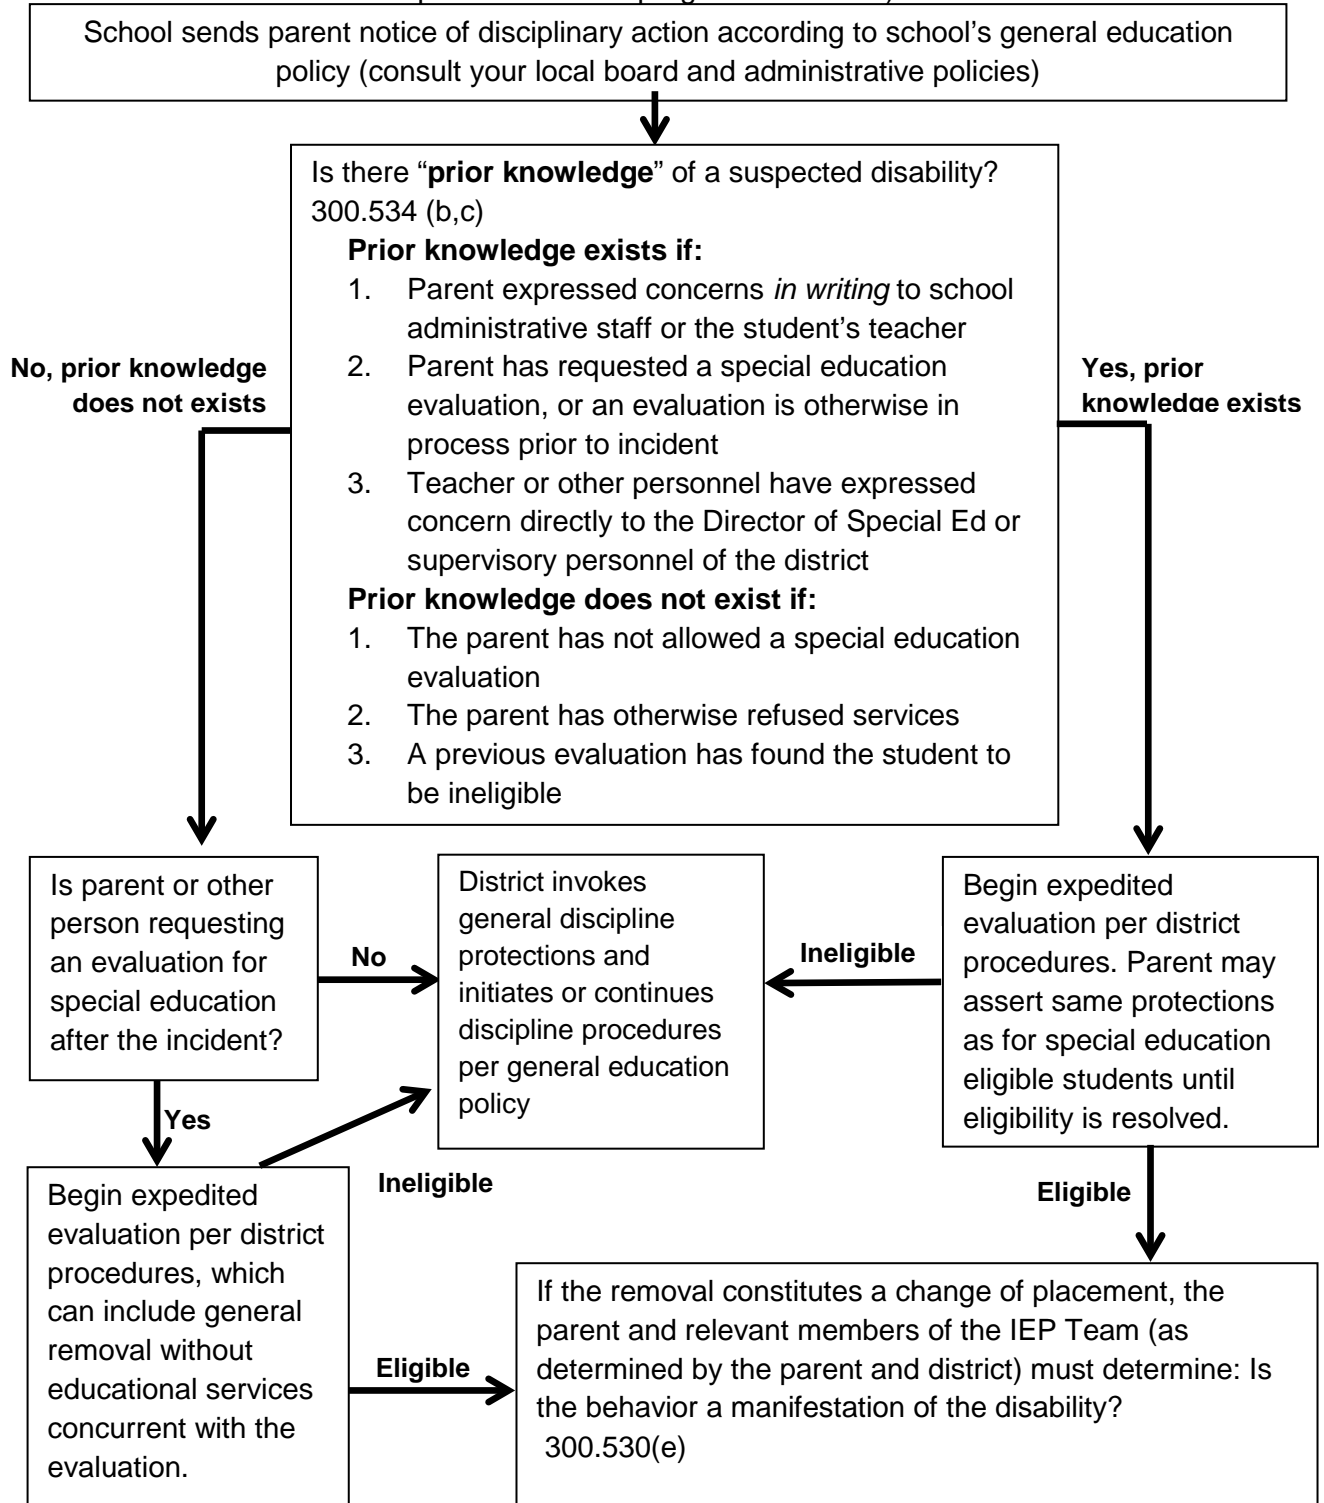 School sends parent notice of disciplinary action according to school’s general education
policy (consult your local board and administrative policies)
Is there “prior knowledge” of a suspected disability?
300.534 (b,c)
Prior knowledge exists if:
1. Parent expressed concerns in writing to school
administrative staff or the student’s teacher
2. Parent has requested a special education
evaluation, or an evaluation is otherwise in
process prior to incident
3. Teacher or other personnel have expressed
concern directly to the Director of Special Ed or
supervisory personnel of the district
Prior knowledge does not exist if:
1. The parent has not allowed a special education
evaluation
2. The parent has otherwise refused services
3. A previous evaluation has found the student to
be ineligible
No, prior knowledge
does not exists
Yes, prior
knowledge exists
Is parent or other
person requesting
an evaluation for
special education
after the incident?
No
District invokes
general discipline
protections and
initiates or continues
discipline procedures
per general education
policy
Ineligible
Begin expedited
evaluation per district
procedures. Parent may
assert same protections
as for special education
eligible students until
eligibility is resolved.
Yes
Ineligible
Eligible
Begin expedited
evaluation per district
procedures, which
can include general
removal without
educational services
concurrent with the
evaluation.
Eligible
If the removal constitutes a change of placement, the
parent and relevant members of the IEP Team (as
determined by the parent and district) must determine: Is
the behavior a manifestation of the disability?
300.530(e)